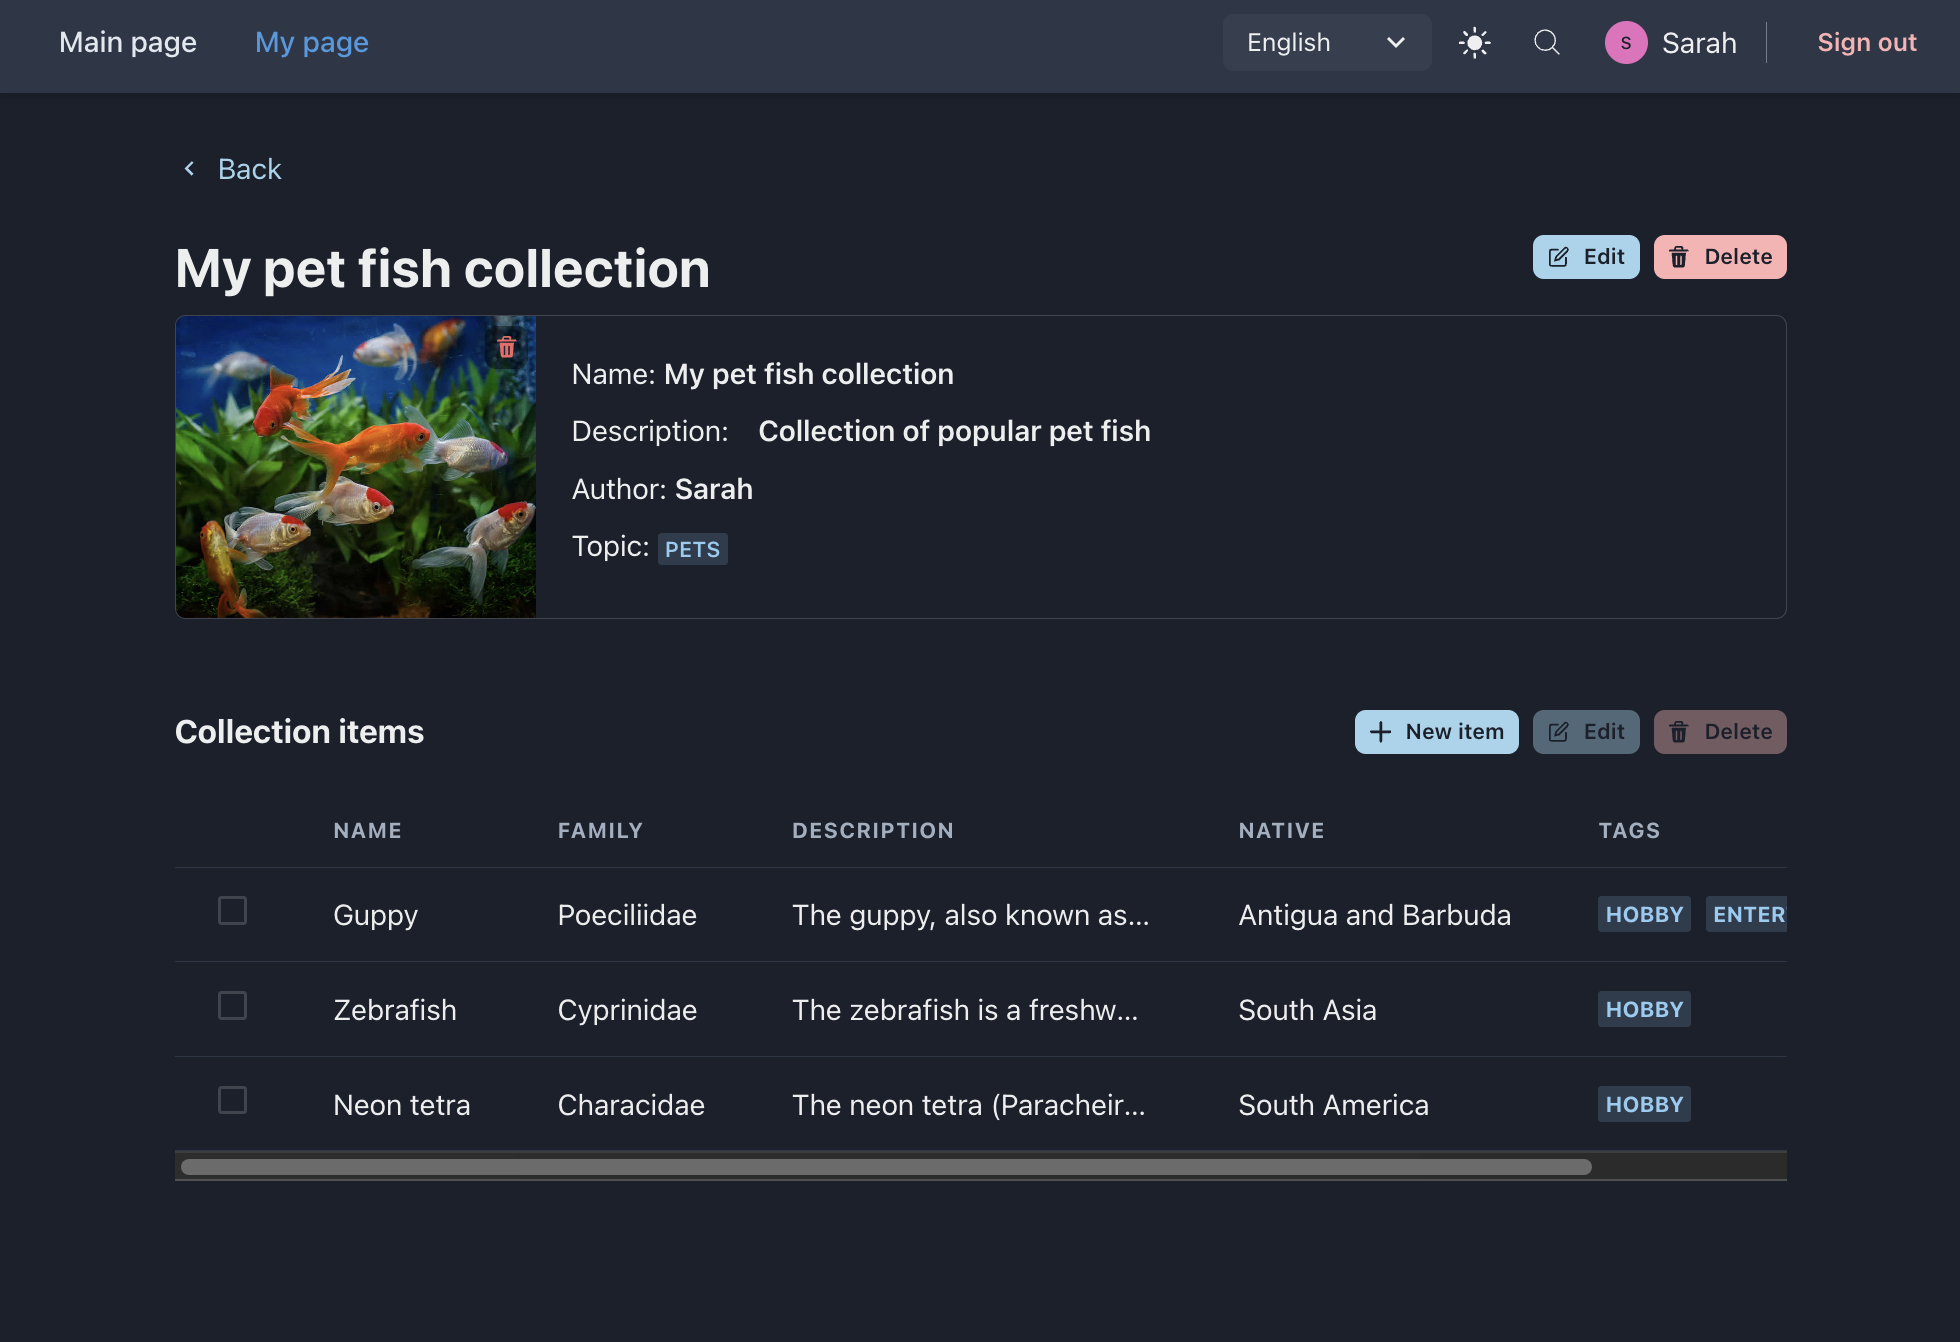 Main page My page English S Sarah Sign out
Back
My pet fish collection Edit Delete
Name: My pet fish collection
Description: Collection of popular pet fish
Author: Sarah
Topic: PETS
Collection items New item Edit Delete
NAME FAMILY DESCRIPTION NATIVE TAGS
Guppy Poeciliidae The guppy, also known as... Antigua and Barbuda HOBBY ENTER
Zebrafish Cyprinidae The zebrafish is a freshw... South Asia HOBBY
Neon tetra Characidae The neon tetra (Paracheir... South America HOBBY